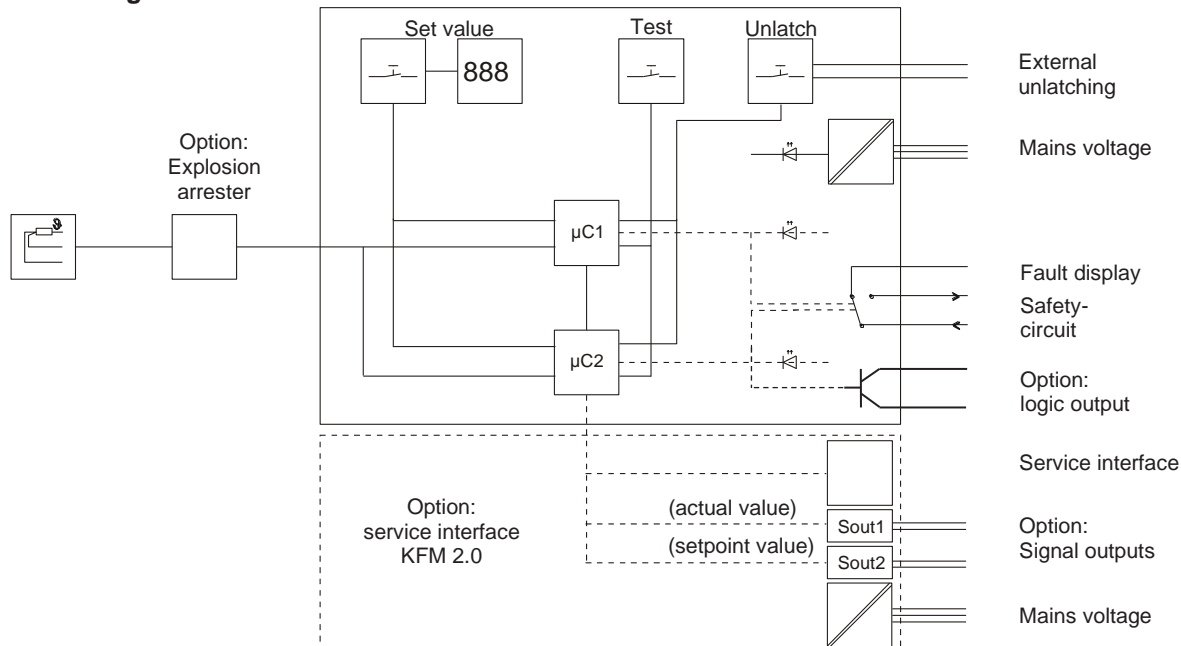 Set value
Test
Unlatch
888
External
unlatching
Option:
Explosion
arrester
Mains voltage
ϑ
µC1
Fault display
Safety-
circuit
µC2
Option:
logic output
Service interface
Option:
service interface
KFM 2.0
(actual value)
(setpoint value)
Sout1
Sout2
Option:
Signal outputs
Mains voltage